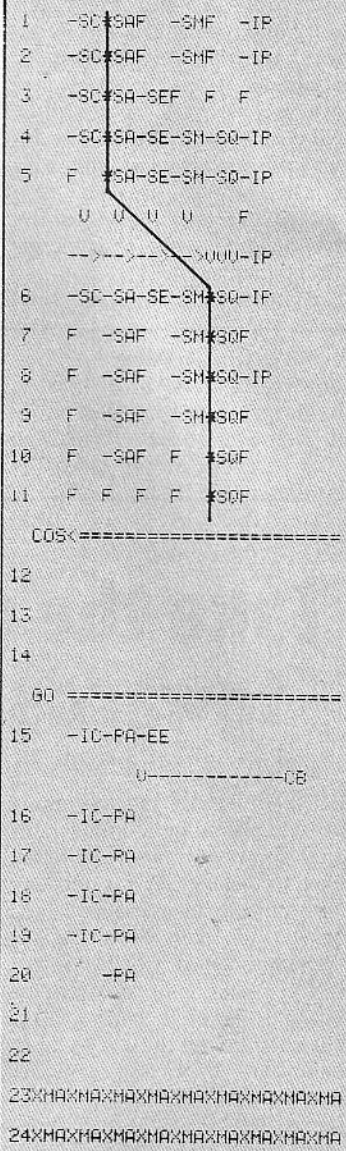 1 -SC*SAF -SMF -IP
2 -SC*SAF -SMF -IP
3 -SC*SA-SEF F F
4 -SC*SA-SE-SM-SQ-IP
5 F *SA-SE-SM-SQ-IP
U U U U F
-->-->-->-->UUU-IP
6 -SC-SA-SE-SM*SQ-IP
7 F -SAF -SM*SQF
8 F -SAF -SM*SQ-IP
9 F -SAF -SM*SQF
10 F -SAF F *SQF
11 F F F F *SQF
COS<=======================
12
13
14
GO ========================
15 -IC-PA-EE
U------------CB
16 -IC-PA
17 -IC-PA
18 -IC-PA
19 -IC-PA
20 -PA
21
22
23XMAXMAXMAXMAXMAXMAXMAXMAXMA
24XMAXMAXMAXMAXMAXMAXMAXMAXMA